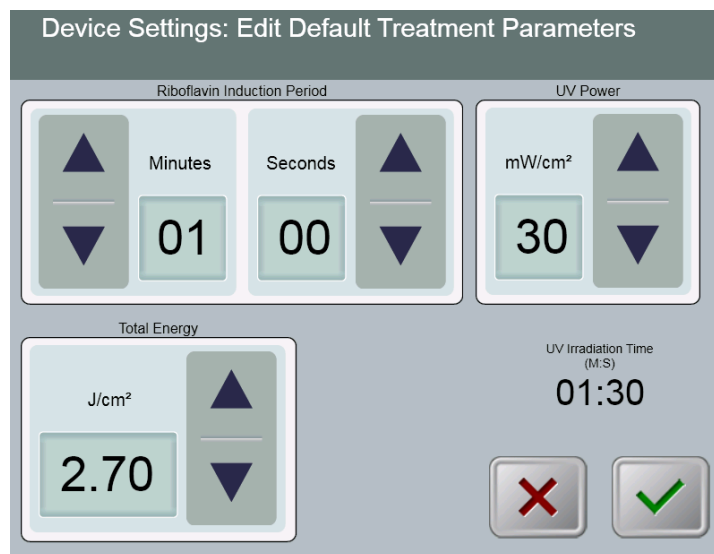 Device Settings: Edit Default Treatment Parameters
Riboflavin Induction Period
UV Power
Minutes
Seconds
mW/cm²
01
00
30
Total Energy
J/cm²
2.70
UV Irradiation Time
(M:S)
01:30